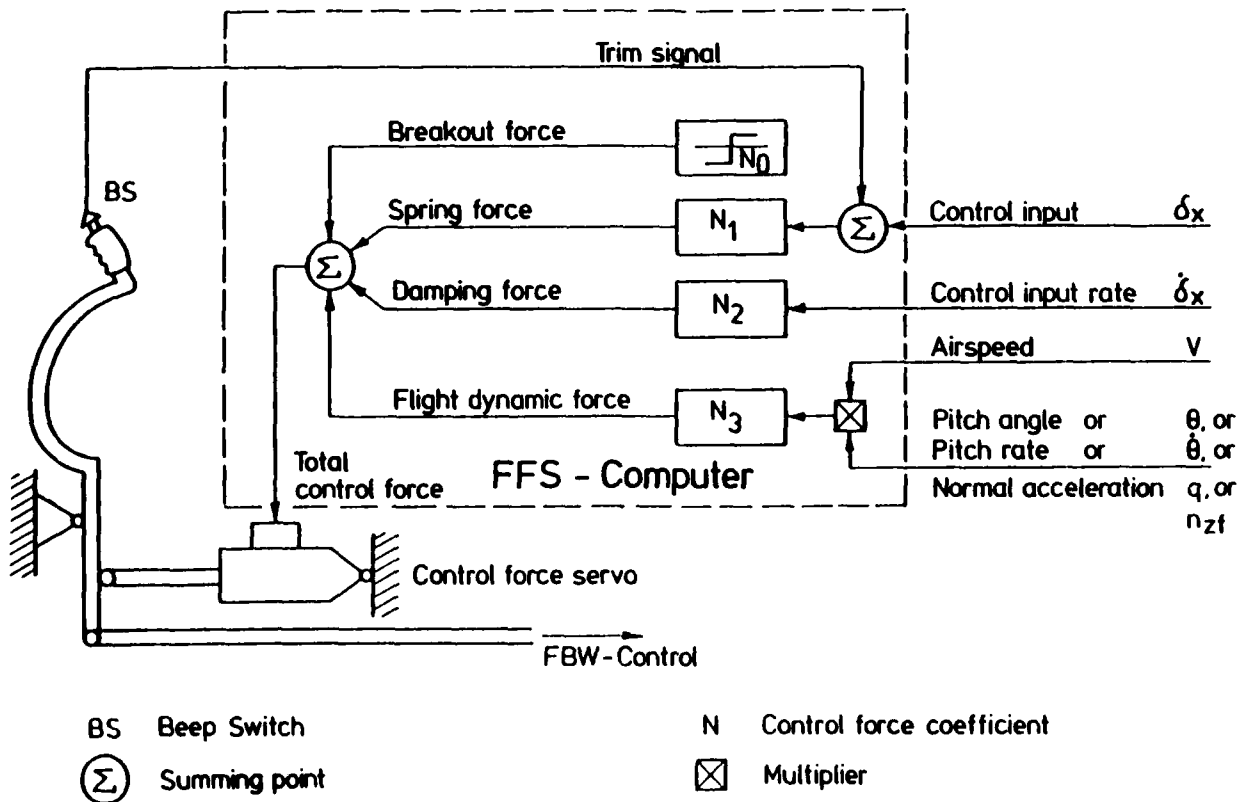 Trim signal
Breakout force
N0
BS
Spring force
N1
Σ
Control input δx
Σ
Damping force
N2
Control input rate δ̇x
Airspeed V
Flight dynamic force
N3
Pitch angle or θ, or
Pitch rate or θ̇, or
Normal acceleration q, or
nzf
Total
control force
FFS - Computer
Control force servo
FBW-Control
BS Beep Switch
N Control force coefficient
Σ Summing point
Multiplier